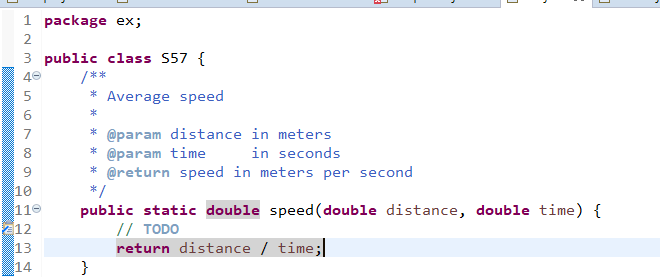 1 package ex;
2
3 public class S57 {
4 /**
5 * Average speed
6 *
7 * @param distance in meters
8 * @param time     in seconds
9 * @return speed in meters per second
10 */
11 public static double speed(double distance, double time) {
12 // TODO
13 return distance / time;
14 }